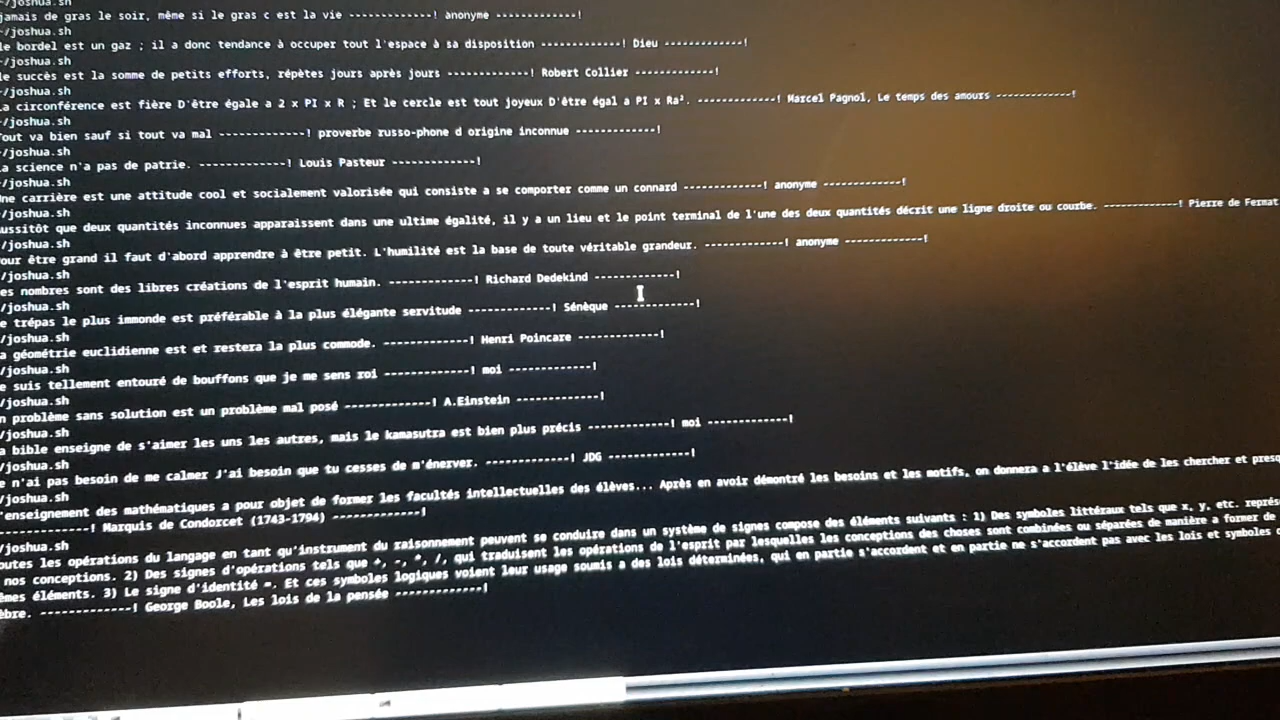 ~/joshua.sh
jamais de gras le soir, même si le gras c est la vie -------------! anonyme -------------!
~/joshua.sh
le bordel est un gaz ; il a donc tendance à occuper tout l'espace à sa disposition -------------! Dieu -------------!
~/joshua.sh
le succès est la somme de petits efforts, répètes jours après jours -------------! Robert Collier -------------!
~/joshua.sh
La circonférence est fière D'être égale a 2 x PI x R ; Et le cercle est tout joyeux D'être égal a PI x Ra². -------------! Marcel Pagnol, Le temps des amours -------------!
~/joshua.sh
Tout va bien sauf si tout va mal -------------! proverbe russo-phone d origine inconnue -------------!
~/joshua.sh
La science n'a pas de patrie. -------------! Louis Pasteur -------------!
~/joshua.sh
Une carrière est une attitude cool et socialement valorisée qui consiste a se comporter comme un connard -------------! anonyme -------------!
/joshua.sh
ussitôt que deux quantités inconnues apparaissent dans une ultime égalité, il y a un lieu et le point terminal de l'une des deux quantités décrit une ligne droite ou courbe. -------------! Pierre de Fermat
/joshua.sh
our être grand il faut d'abord apprendre à être petit. L'humilité est la base de toute véritable grandeur. -------------! anonyme -------------!
/joshua.sh
es nombres sont des libres créations de l'esprit humain. -------------! Richard Dedekind -------------!
/joshua.sh
e trépas le plus immonde est préférable à la plus élégante servitude -------------! Sénèque -------------!
/joshua.sh
a géométrie euclidienne est et restera la plus commode. -------------! Henri Poincare -------------!
/joshua.sh
e suis tellement entouré de bouffons que je me sens roi -------------! moi -------------!
/joshua.sh
n problème sans solution est un problème mal posé -------------! A.Einstein -------------!
/joshua.sh
a bible enseigne de s'aimer les uns les autres, mais le kamasutra est bien plus précis -------------! moi -------------!
/joshua.sh
e n'ai pas besoin de me calmer J'ai besoin que tu cesses de m'énerver. -------------! JDG -------------!
/joshua.sh
'enseignement des mathématiques a pour objet de former les facultés intellectuelles des élèves... Après en avoir démontré les besoins et les motifs, on donnera a l'élève l'idée de les chercher et presq
-----------! Marquis de Condorcet (1743-1794) -------------!
/joshua.sh
outes les opérations du langage en tant qu'instrument du raisonnement peuvent se conduire dans un système de signes compose des éléments suivants : 1) Des symboles littéraux tels que x, y, etc. représ
nos conceptions. 2) Des signes d'opérations tels que +, -, *, /, qui traduisent les opérations de l'esprit par lesquelles les conceptions des choses sont combinées ou séparées de manière a former de
êmes éléments. 3) Le signe d'identité =. Et ces symboles logiques voient leur usage soumis a des lois déterminées, qui en partie s'accordent et en partie ne s'accordent pas avec les lois et symboles
èbre. -------------! George Boole, Les lois de la pensée -------------!